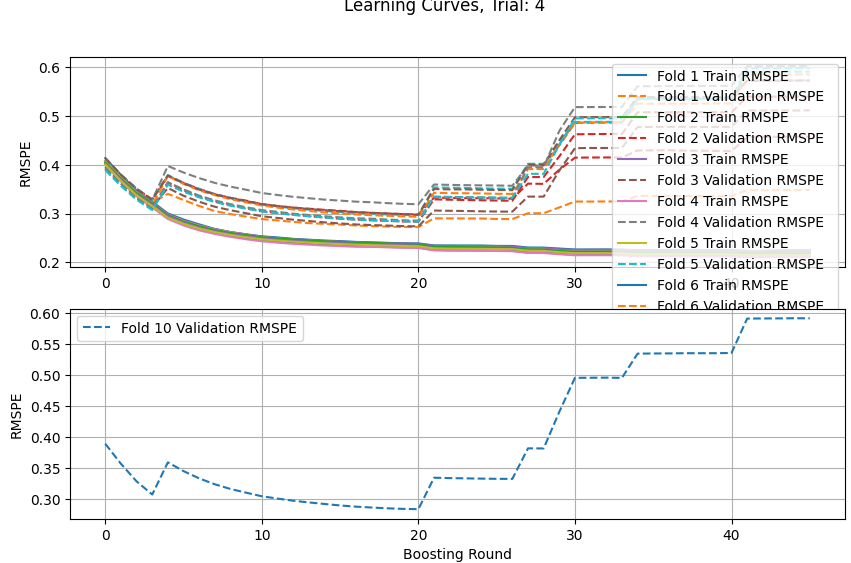 Learning Curves, Trial: 4
0.6
0.5
0.4
0.3
0.2
RMSPE
Fold 1 Train RMSPE
Fold 1 Validation RMSPE
Fold 2 Train RMSPE
Fold 2 Validation RMSPE
Fold 3 Train RMSPE
Fold 3 Validation RMSPE
Fold 4 Train RMSPE
Fold 4 Validation RMSPE
Fold 5 Train RMSPE
Fold 5 Validation RMSPE
Fold 6 Train RMSPE
Fold 6 Validation RMSPE
0 10 20 30 40
0.60
0.55
0.50
0.45
0.40
0.35
0.30
RMSPE
Fold 10 Validation RMSPE
0 10 20 30 40
Boosting Round